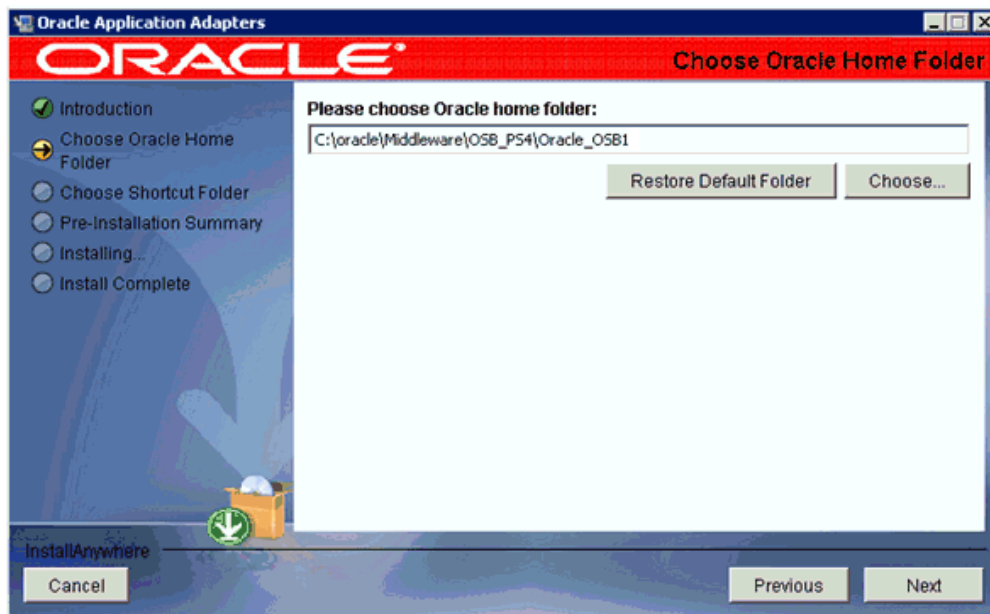 Oracle Application Adapters
ORACLE
Choose Oracle Home Folder
Introduction
Choose Oracle Home
Folder
Choose Shortcut Folder
Pre-Installation Summary
Installing...
Install Complete
Please choose Oracle home folder:
C:\oracle\Middleware\OSB_PS4\Oracle_OSB1
Restore Default Folder
Choose...
InstallAnywhere
Cancel
Previous
Next